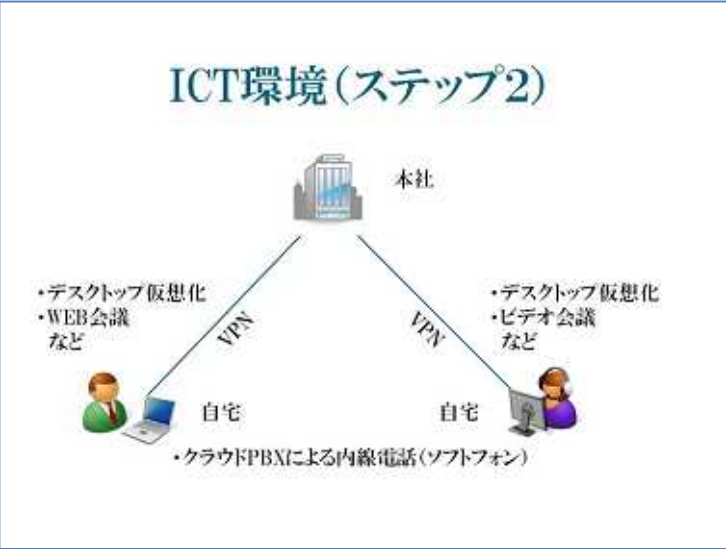 ICT環境(ステップ2)
本社
・デスクトップ仮想化
・WEB会議
など
VPN
VPN
・デスクトップ仮想化
・ビデオ会議
など
自宅
自宅
・クラウドPBXによる内線電話(ソフトフォン)